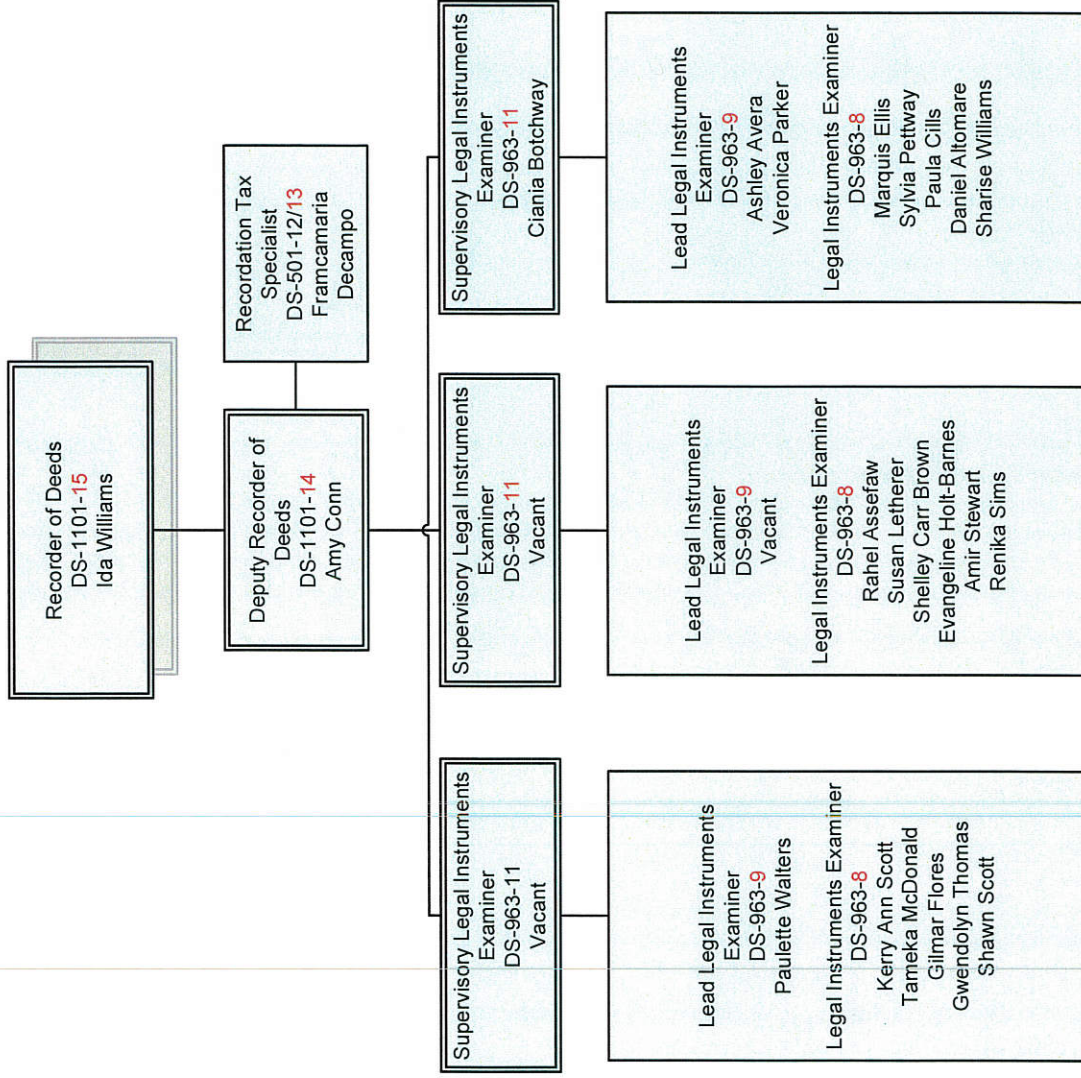 Recorder of Deeds
DS-1101-15
Ida Williams
Deputy Recorder of
Deeds
DS-1101-14
Amy Conn
Recordation Tax
Specialist
DS-501-12/13
Framcamaria
Decampo
Supervisory Legal Instruments
Examiner
DS-963-11
Vacant
Supervisory Legal Instruments
Examiner
DS-963-11
Vacant
Supervisory Legal Instruments
Examiner
DS-963-11
Ciania Botchway
Lead Legal Instruments
Examiner
DS-963-9
Paulette Walters
Legal Instruments Examiner
DS-963-8
Kerry Ann Scott
Tameka McDonald
Gilmar Flores
Gwendolyn Thomas
Shawn Scott
Lead Legal Instruments
Examiner
DS-963-9
Vacant
Legal Instruments Examiner
DS-963-8
Rahel Assefaw
Susan Letherer
Shelley Carr Brown
Evangeline Holt-Barnes
Amir Stewart
Renika Sims
Lead Legal Instruments
Examiner
DS-963-9
Ashley Avera
Veronica Parker
Legal Instruments Examiner
DS-963-8
Marquis Ellis
Sylvia Pettway
Paula Cills
Daniel Altomare
Sharise Williams